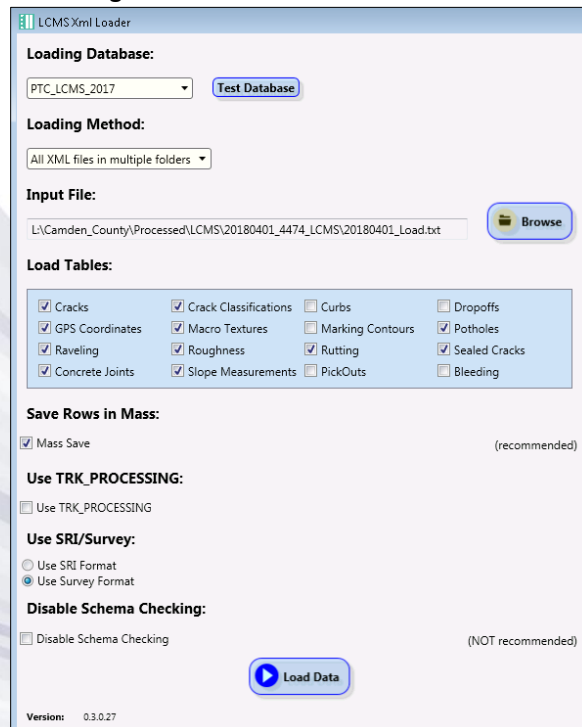 LCMS Xml Loader
Loading Database:
PTC_LCMS_2017 Test Database
Loading Method:
All XML files in multiple folders
Input File:
L:\Camden_County\Processed\LCMS\20180401_4474_LCMS\20180401_Load.txt Browse
Load Tables:
Cracks Crack Classifications Curbs Dropoffs
GPS Coordinates Macro Textures Marking Contours Potholes
Raveling Roughness Rutting Sealed Cracks
Concrete Joints Slope Measurements PickOuts Bleeding
Save Rows in Mass:
Mass Save (recommended)
Use TRK_PROCESSING:
Use TRK_PROCESSING
Use SRI/Survey:
Use SRI Format
Use Survey Format
Disable Schema Checking:
Disable Schema Checking (NOT recommended)
Load Data
Version: 0.3.0.27